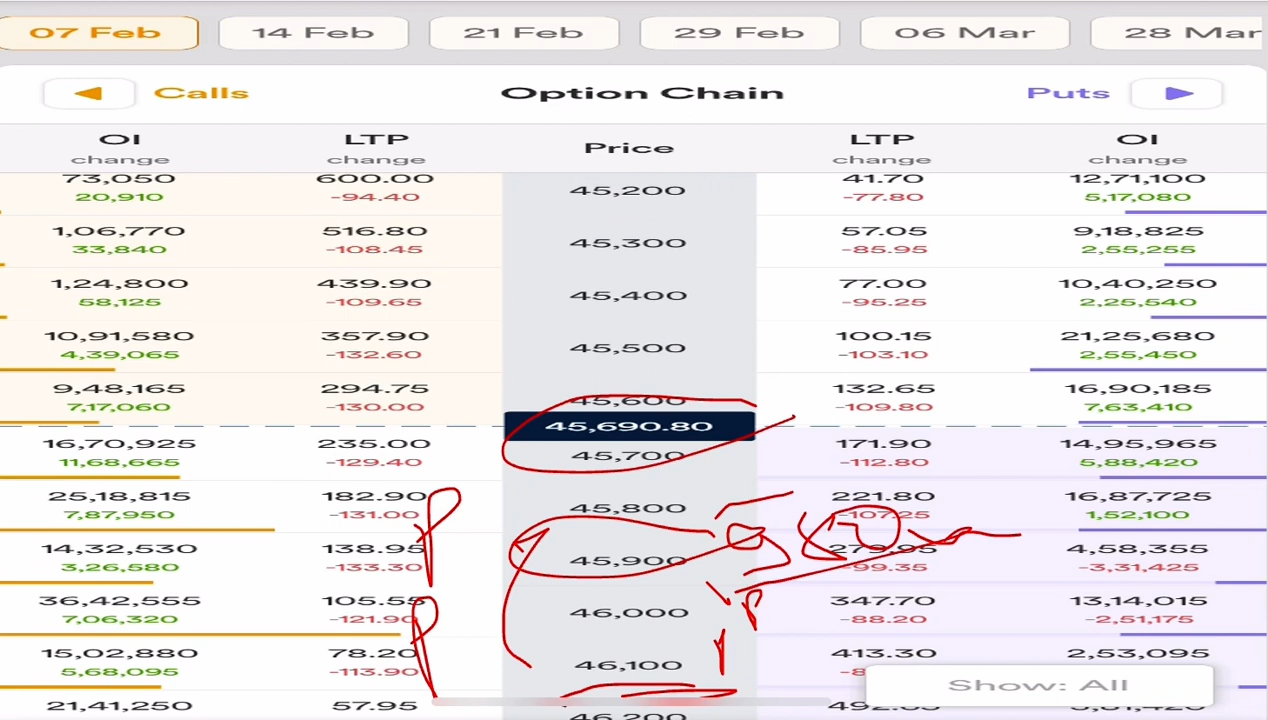 07 Feb 14 Feb 21 Feb 29 Feb 06 Mar 28 Mar
Calls Option Chain Puts
OI LTP Price LTP OI
change change change change
73,050 600.00 45,200 41.70 12,71,100
20,910 -94.40 -77.80 5,17,080
1,06,770 516.80 45,300 57.05 9,18,825
33,840 -108.45 -85.95 2,55,255
1,24,800 439.90 45,400 77.00 10,40,250
58,125 -109.65 -95.25 2,25,540
10,91,580 357.90 45,500 100.15 21,25,680
4,39,065 -132.60 -103.10 2,55,450
9,48,165 294.75 45,600 132.65 16,90,185
7,17,060 -130.00 -109.80 7,63,410
45,690.80
16,70,925 235.00 45,700 171.90 14,95,965
11,68,665 -129.40 -112.80 5,88,420
25,18,815 182.90 45,800 221.80 16,87,725
7,87,950 -131.00 -107.25 1,52,100
14,32,530 138.95 45,900 279.95 4,58,355
3,26,580 -133.30 -99.35 -3,31,425
36,42,555 105.55 46,000 347.70 13,14,015
7,06,320 -121.90 -88.20 -2,51,175
15,02,880 78.20 46,100 413.30 2,53,095
5,68,095 -113.90
Show: All
21,41,250 57.95 46,200